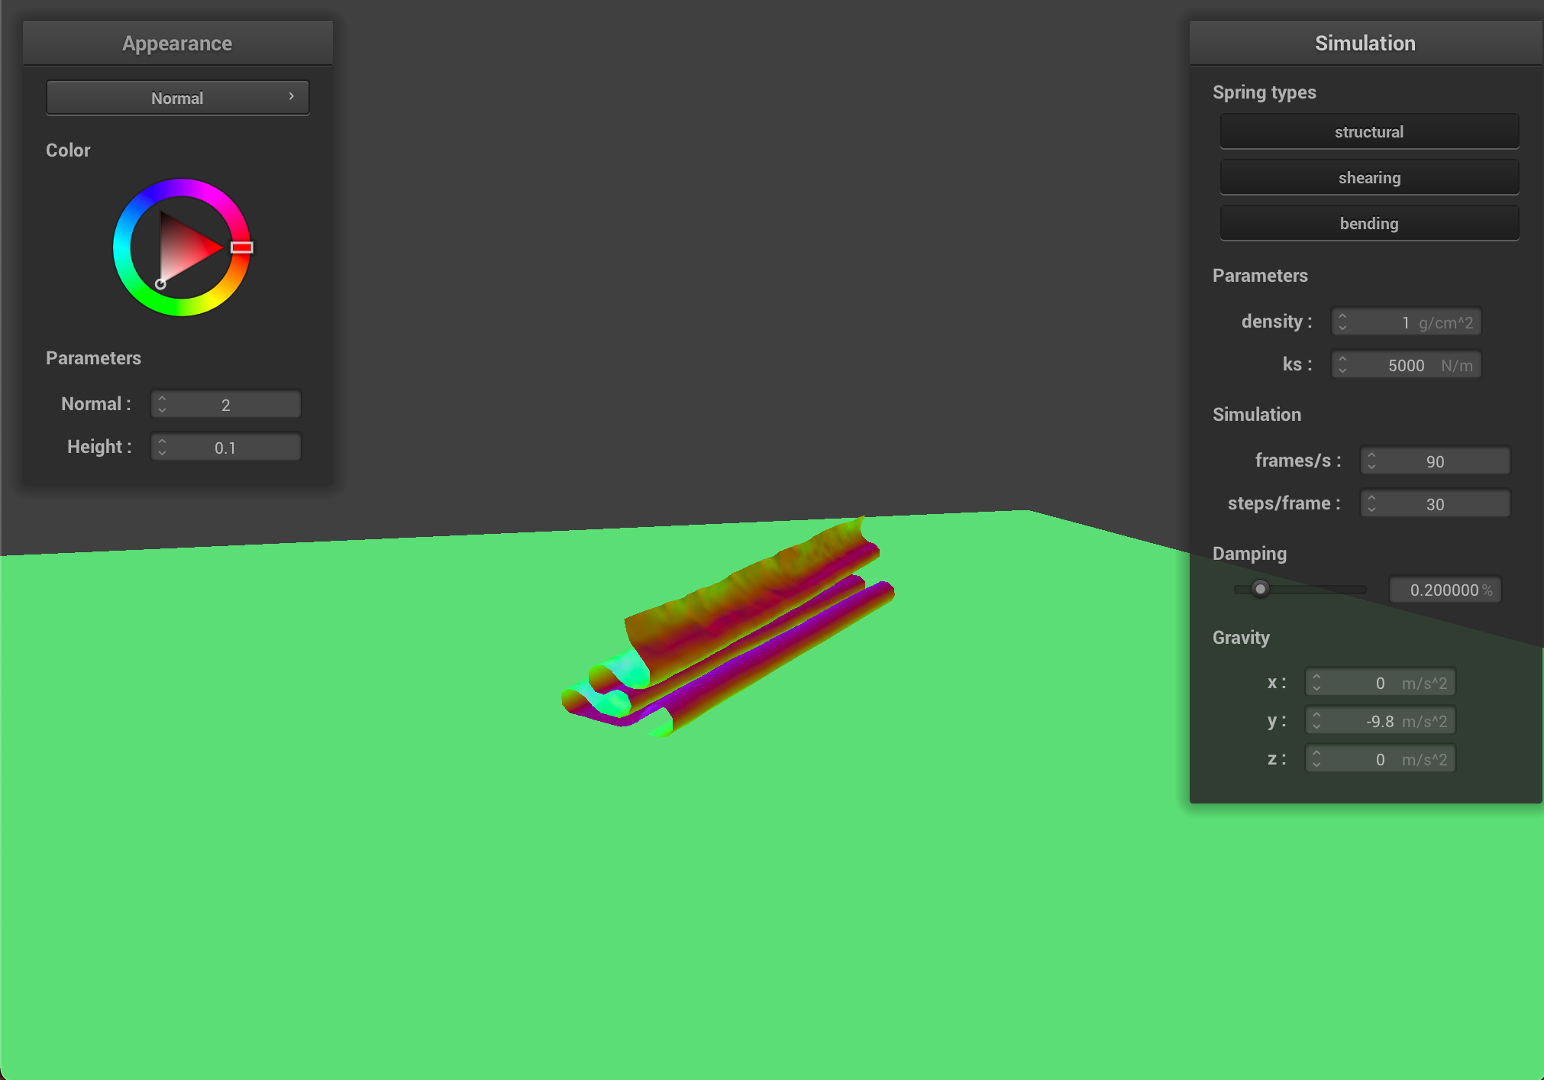 Appearance
Normal
Color
Parameters
Normal : 2
Height : 0.1
Simulation
Spring types
structural
shearing
bending
Parameters
density : 1 g/cm^2
ks : 5000 N/m
Simulation
frames/s : 90
steps/frame : 30
Damping
0.200000 %
Gravity
x : 0 m/s^2
y : -9.8 m/s^2
z : 0 m/s^2